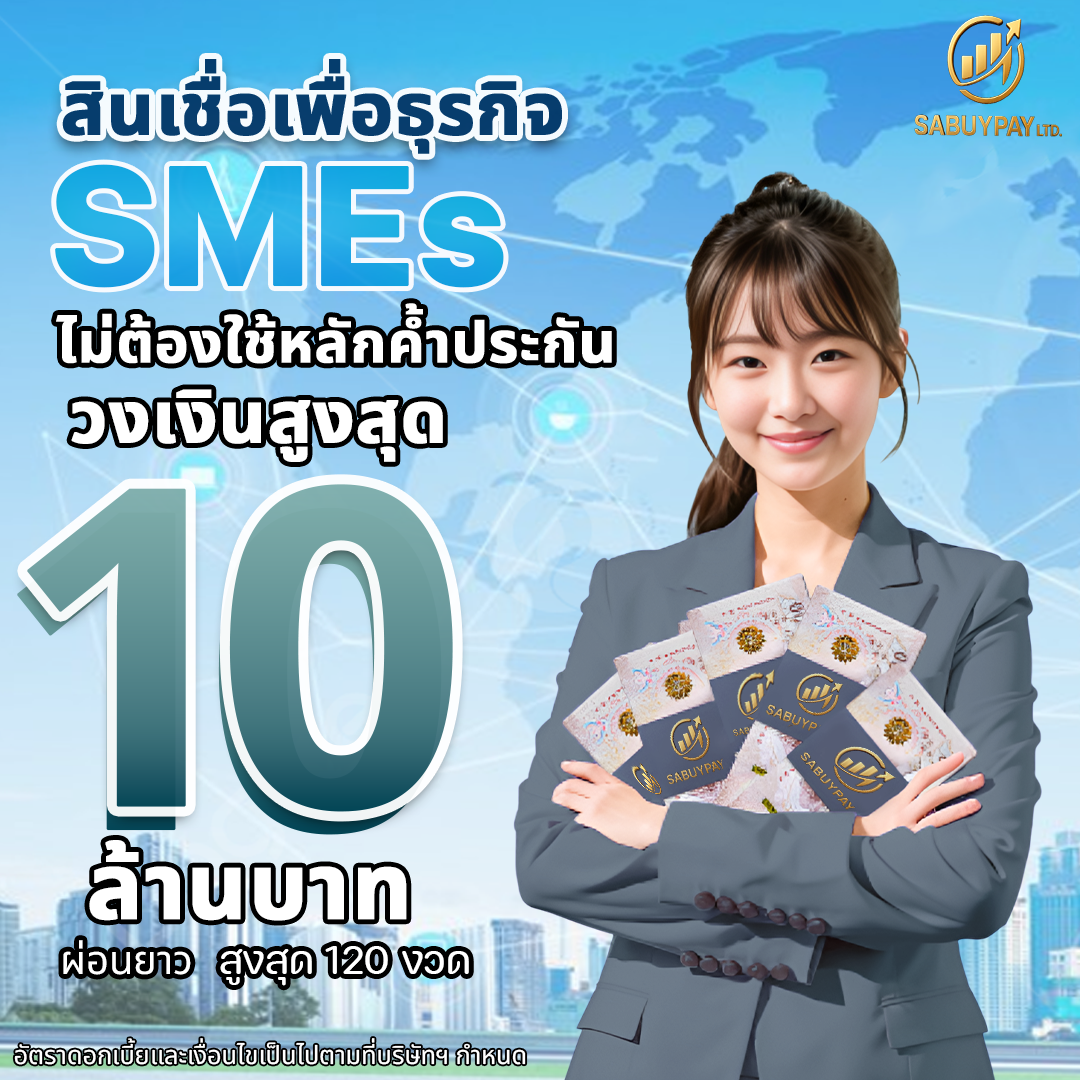 SABUYPAY LTD.
สินเชื่อเพื่อธุรกิจ
SMEs
ไม่ต้องใช้หลักค้ำประกัน
วงเงินสูงสุด
10
ล้านบาท
ผ่อนยาว สูงสุด 120 งวด
อัตราดอกเบี้ยและเงื่อนไขเป็นไปตามที่บริษัทฯ กำหนด
SABUYPAY
SABUYP
SABUYPAY